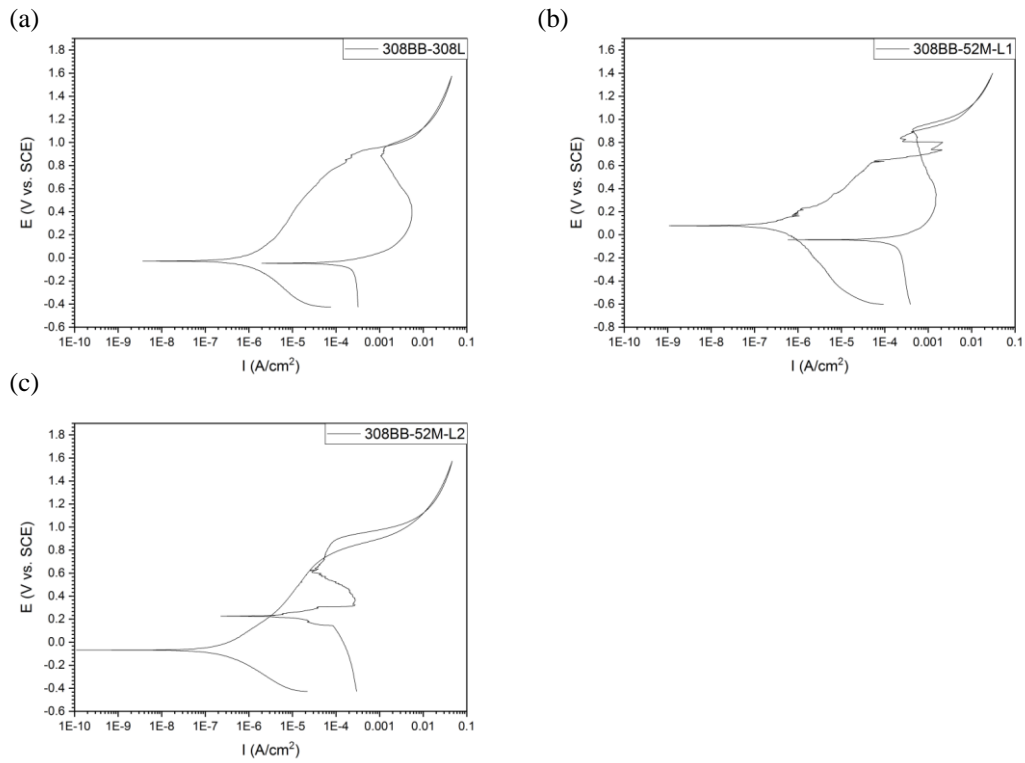 (a)
308BB-308L
1.8
1.6
1.4
1.2
1.0
0.8
0.6
0.4
0.2
0.0
-0.2
-0.4
-0.6
E (V vs. SCE)
1E-10 1E-9 1E-8 1E-7 1E-6 1E-5 1E-4 0.001 0.01 0.1
I (A/cm²)
(b)
308BB-52M-L1
1.6
1.4
1.2
1.0
0.8
0.6
0.4
0.2
0.0
-0.2
-0.4
-0.6
-0.8
E (V vs. SCE)
1E-10 1E-9 1E-8 1E-7 1E-6 1E-5 1E-4 0.001 0.01 0.1
I (A/cm²)
(c)
308BB-52M-L2
1.8
1.6
1.4
1.2
1.0
0.8
0.6
0.4
0.2
0.0
-0.2
-0.4
-0.6
E (V vs. SCE)
1E-10 1E-9 1E-8 1E-7 1E-6 1E-5 1E-4 0.001 0.01 0.1
I (A/cm²)